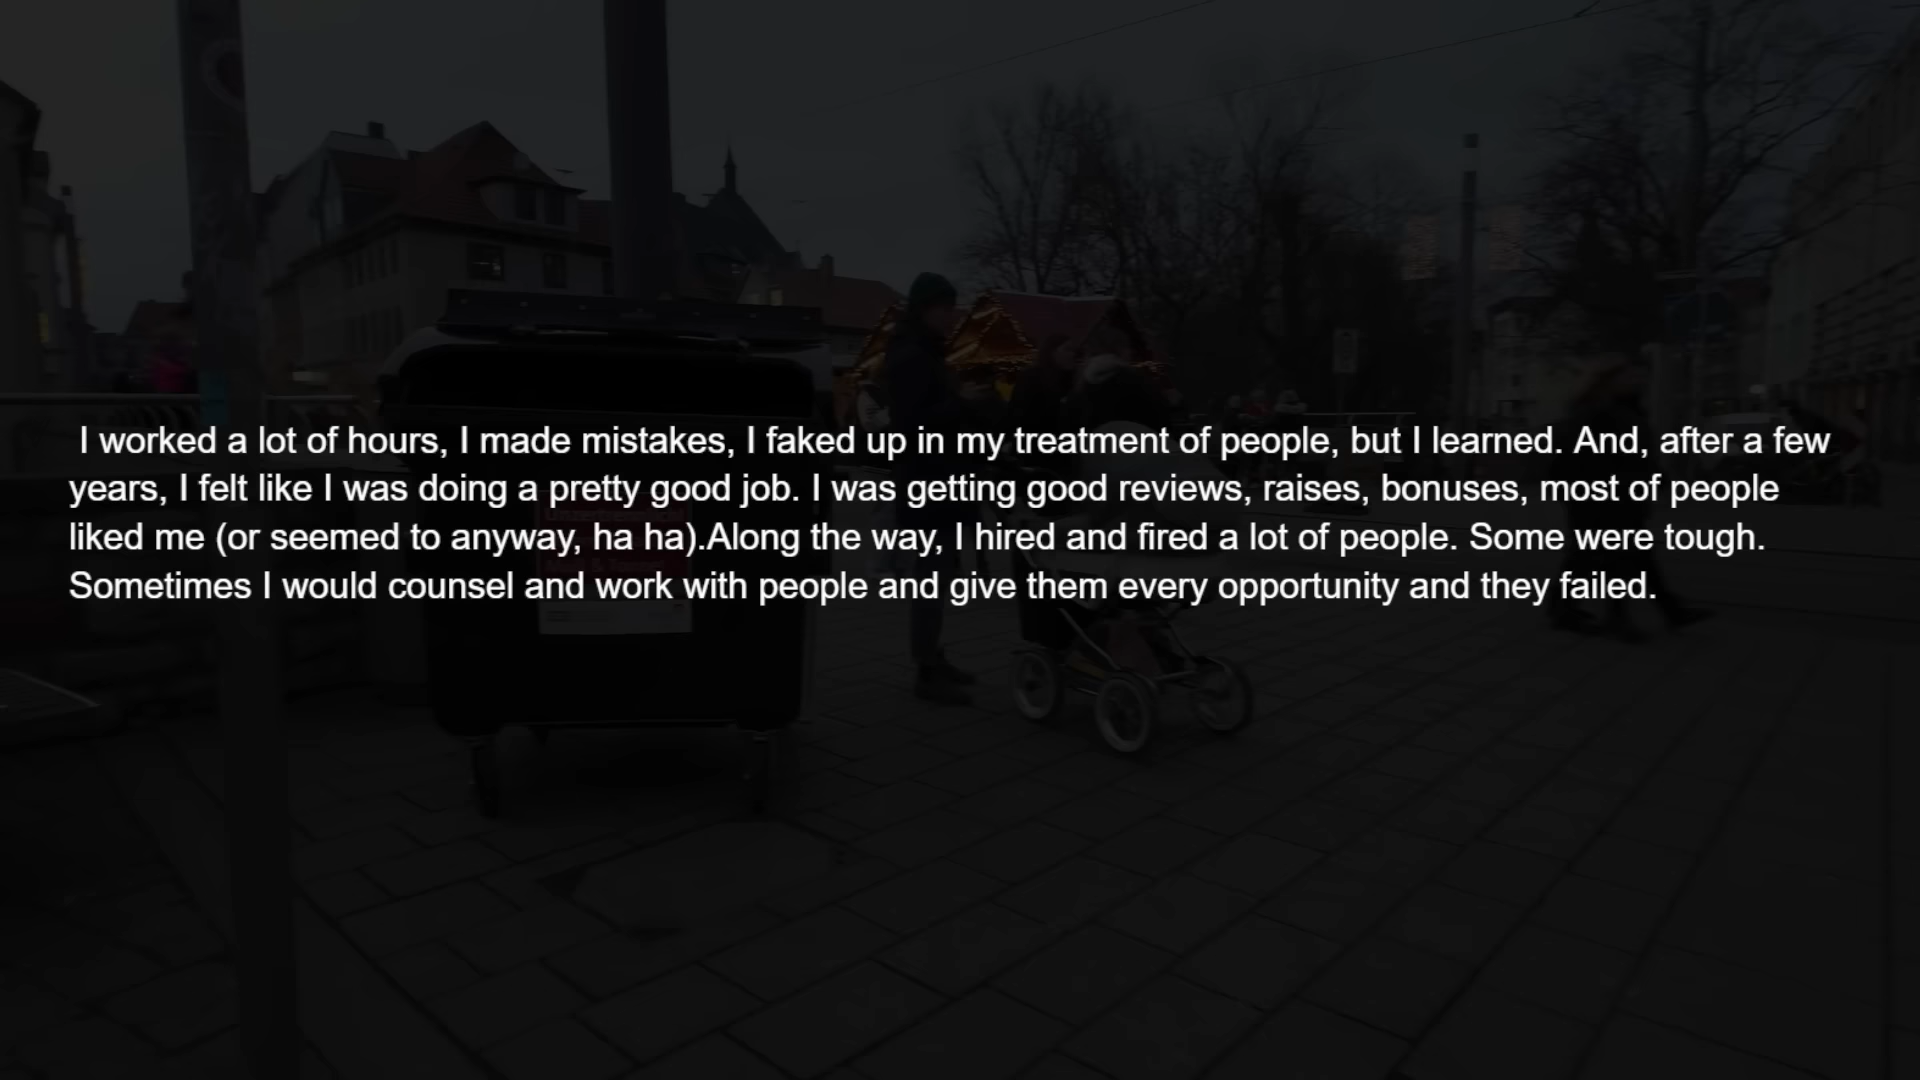 I worked a lot of hours, I made mistakes, I faked up in my treatment of people, but I learned. And, after a few
years, I felt like I was doing a pretty good job. I was getting good reviews, raises, bonuses, most of people
liked me (or seemed to anyway, ha ha).Along the way, I hired and fired a lot of people. Some were tough.
Sometimes I would counsel and work with people and give them every opportunity and they failed.